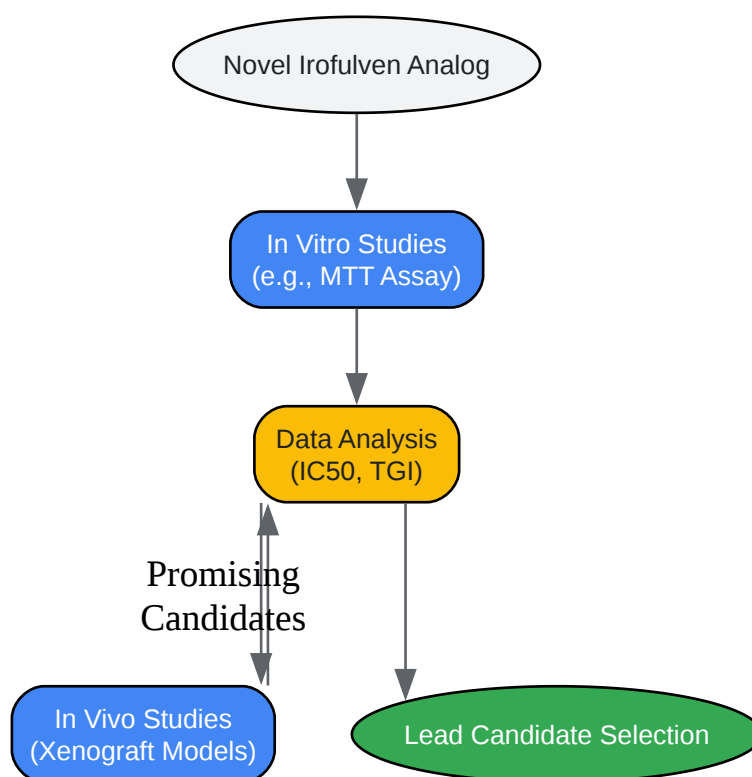 Novel Irofulven Analog
In Vitro Studies
(e.g., MTT Assay)
Data Analysis
(IC50, TGI)
Promising
Candidates
In Vivo Studies
(Xenograft Models)
Lead Candidate Selection